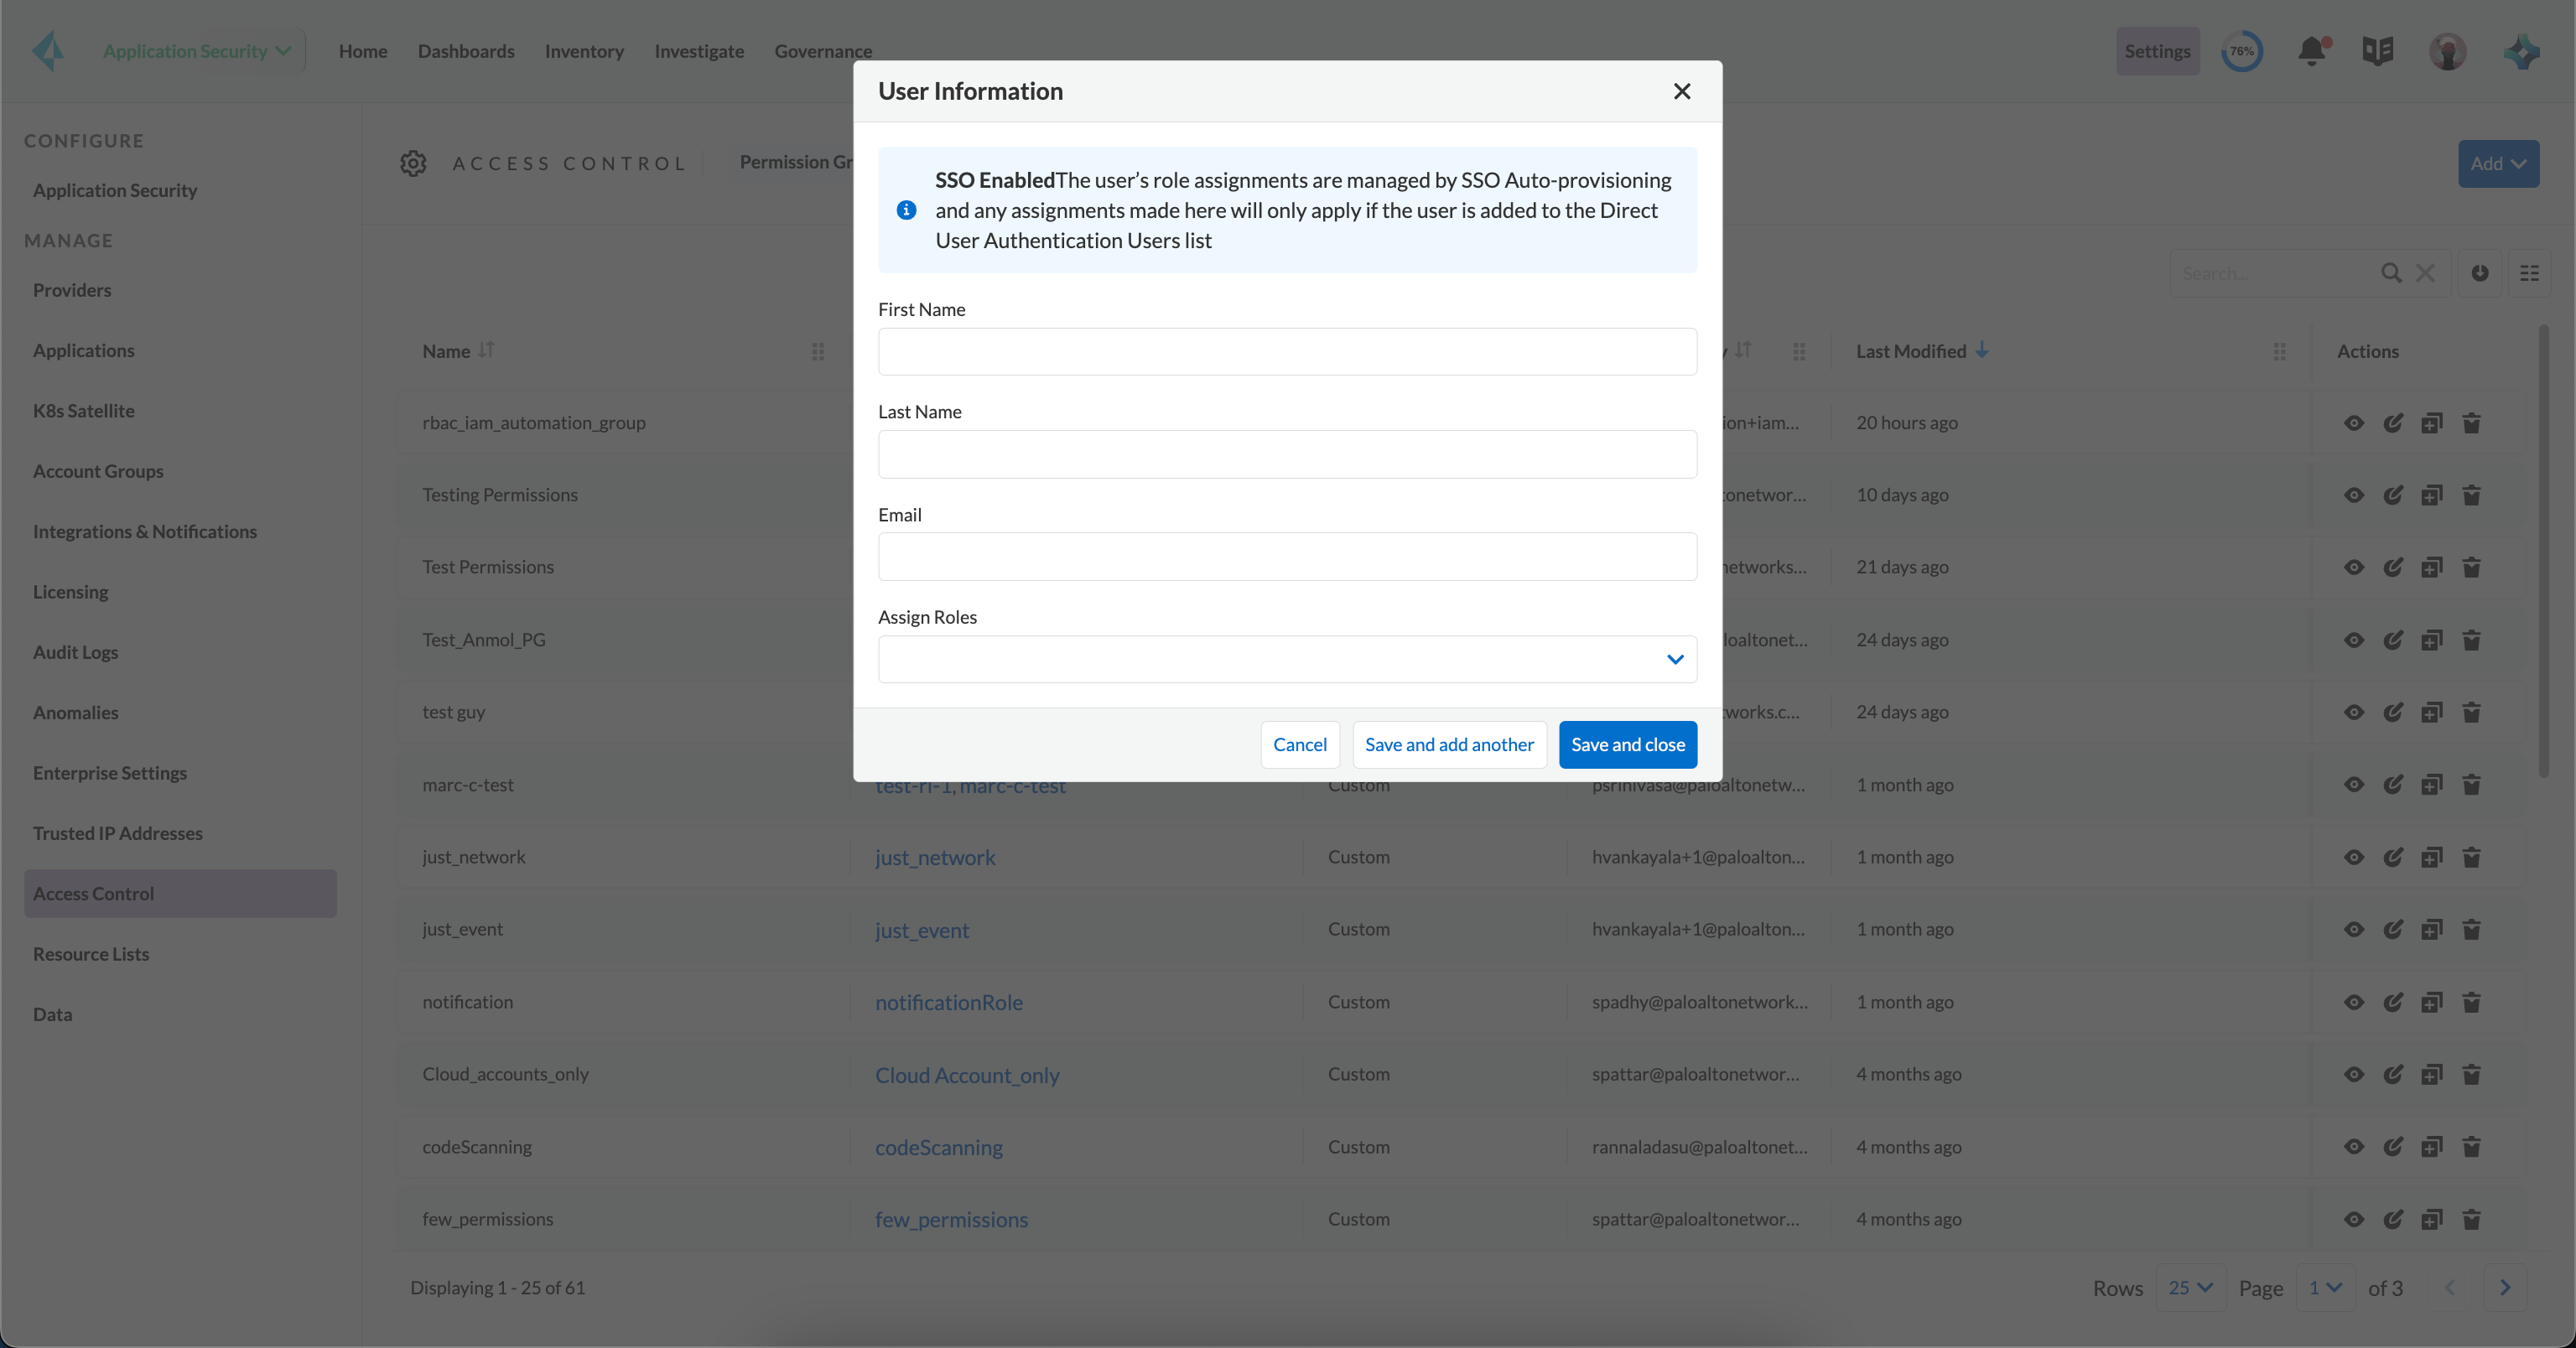 Application Security
Home
Dashboards
Inventory
Investigate
Governance
Settings
76%
CONFIGURE
Application Security
MANAGE
Providers
Applications
K8s Satellite
Account Groups
Integrations & Notifications
Licensing
Audit Logs
Anomalies
Enterprise Settings
Trusted IP Addresses
Access Control
Resource Lists
Data
ACCESS CONTROL
Permission Gr
Add
Search...
User Information
SSO EnabledThe user's role assignments are managed by SSO Auto-provisioning
and any assignments made here will only apply if the user is added to the Direct
User Authentication Users list
First Name
Last Name
Email
Assign Roles
Cancel
Save and add another
Save and close
Name
y
Last Modified
Actions
rbac_iam_automation_group
ion+iam...
20 hours ago
Testing Permissions
tonetwor...
10 days ago
Test Permissions
networks...
21 days ago
Test_Anmol_PG
loaltonet...
24 days ago
test guy
tworks.c...
24 days ago
marc-c-test
test-rl-1, marc-c-test
Custom
psrinivasa@paloaltonetw...
1 month ago
just_network
just_network
Custom
hvankayala+1@paloalton...
1 month ago
just_event
just_event
Custom
hvankayala+1@paloalton...
1 month ago
notification
notificationRole
Custom
spadhy@paloaltonetwork...
1 month ago
Cloud_accounts_only
Cloud Account_only
Custom
spattar@paloaltonetwor...
4 months ago
codeScanning
codeScanning
Custom
rannaladasu@paloaltonet...
4 months ago
few_permissions
few_permissions
Custom
spattar@paloaltonetwor...
4 months ago
Displaying 1 - 25 of 61
Rows
25
Page
1
of 3